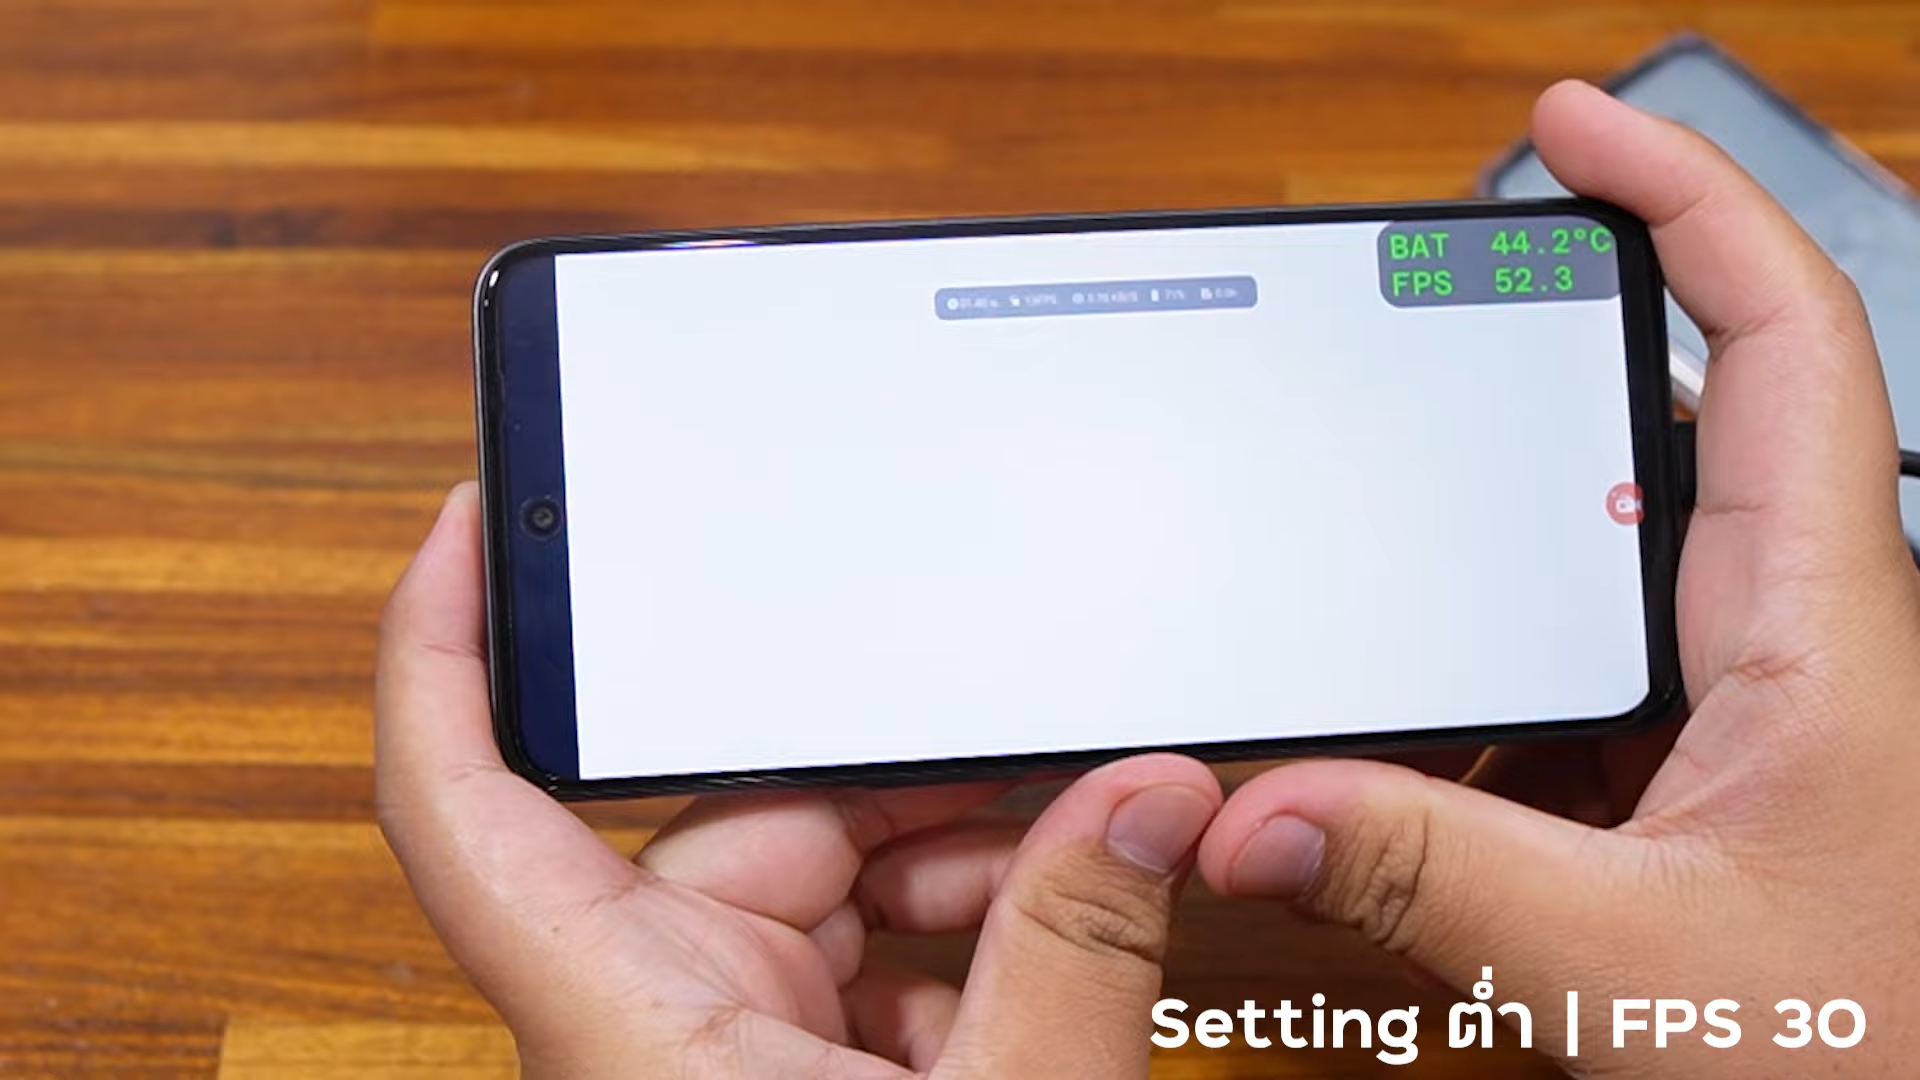 BAT 44.2°C
FPS 52.3
Setting ต่ำ | FPS 30